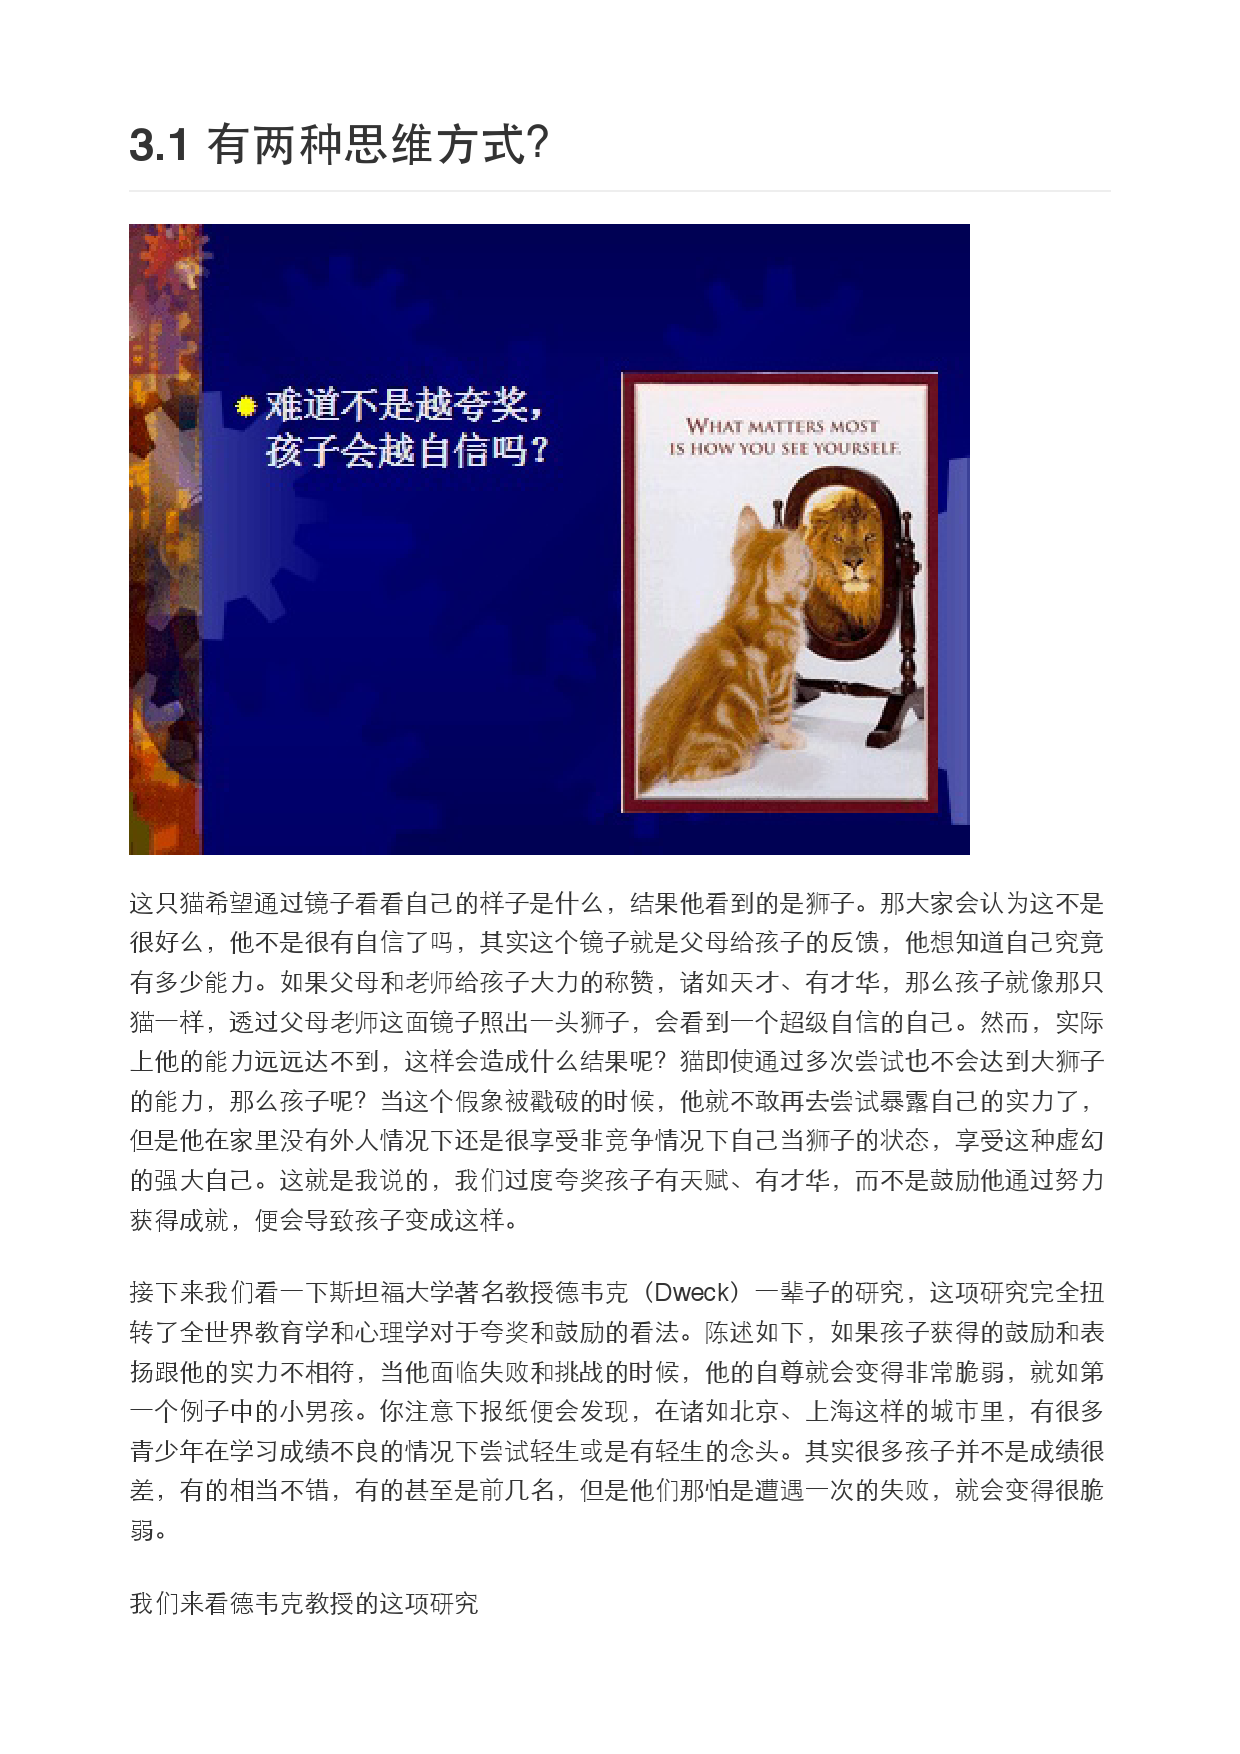 3.1 有两种思维方式？
难道不是越夸奖，
孩子会越自信吗？
WHAT MATTERS MOST
IS HOW YOU SEE YOURSELF.
这只猫希望通过镜子看看自己的样子是什么，结果他看到的是狮子。那大家会认为这不是
很好么，他不是很有自信了吗，其实这个镜子就是父母给孩子的反馈，他想知道自己究竟
有多少能力。如果父母和老师给孩子大力的称赞，诸如天才、有才华，那么孩子就像那只
猫一样，透过父母老师这面镜子照出一头狮子，会看到一个超级自信的自己。然而，实际
上他的能力远远达不到，这样会造成什么结果呢？猫即使通过多次尝试也不会达到大狮子
的能力，那么孩子呢？当这个假象被戳破的时候，他就不敢再去尝试暴露自己的实力了，
但是他在家里没有外人情况下还是很享受非竞争情况下自己当狮子的状态，享受这种虚幻
的强大自己。这就是我说的，我们过度夸奖孩子有天赋、有才华，而不是鼓励他通过努力
获得成就，便会导致孩子变成这样。
接下来我们看一下斯坦福大学著名教授德韦克（Dweck）一辈子的研究，这项研究完全扭
转了全世界教育学和心理学对于夸奖和鼓励的看法。陈述如下，如果孩子获得的鼓励和表
扬跟他的实力不相符，当他面临失败和挑战的时候，他的自尊就会变得非常脆弱，就如第
一个例子中的小男孩。你注意下报纸便会发现，在诸如北京、上海这样的城市里，有很多
青少年在学习成绩不良的情况下尝试轻生或是有轻生的念头。其实很多孩子并不是成绩很
差，有的相当不错，有的甚至是前几名，但是他们那怕是遭遇一次的失败，就会变得很脆
弱。
我们来看德韦克教授的这项研究